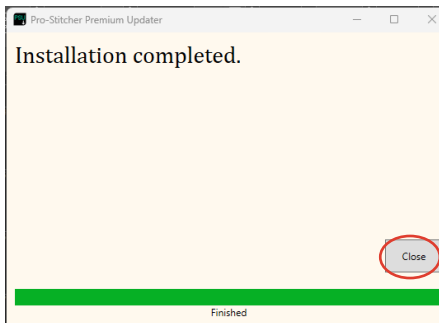 Pro-Stitcher Premium Updater
Installation completed.
Close
Finished